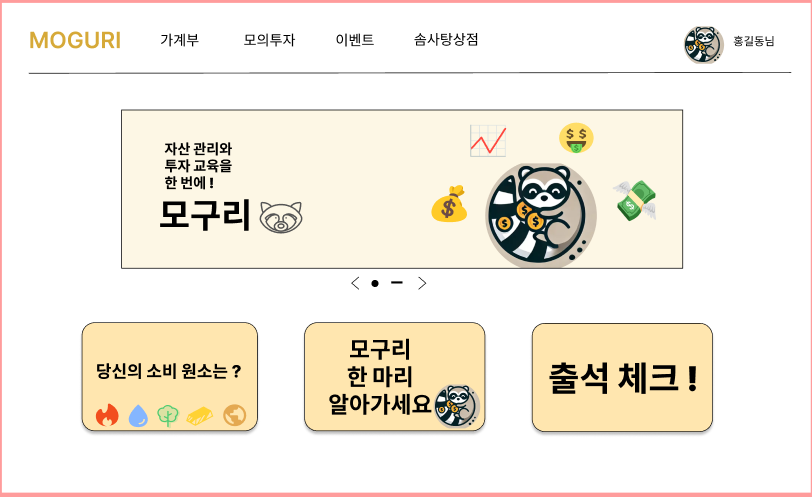 MOGURI 가계부 모의투자 이벤트 솜사탕상점 홍길동님
자산 관리와
투자 교육을
한 번에 !
모구리
당신의 소비 원소는 ?
모구리
한 마리
알아가세요
출석 체크 !